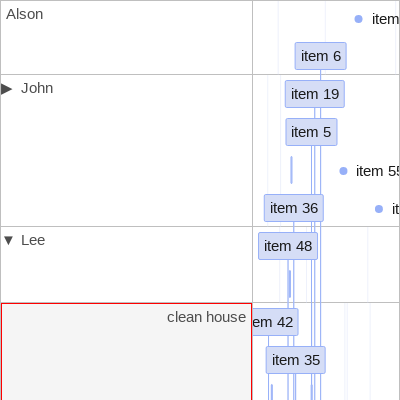 Alson
item
item 6
▶ John
item 19
item 5
item 55
item 36
▼ Lee
item 48
clean house
em 42
item 35